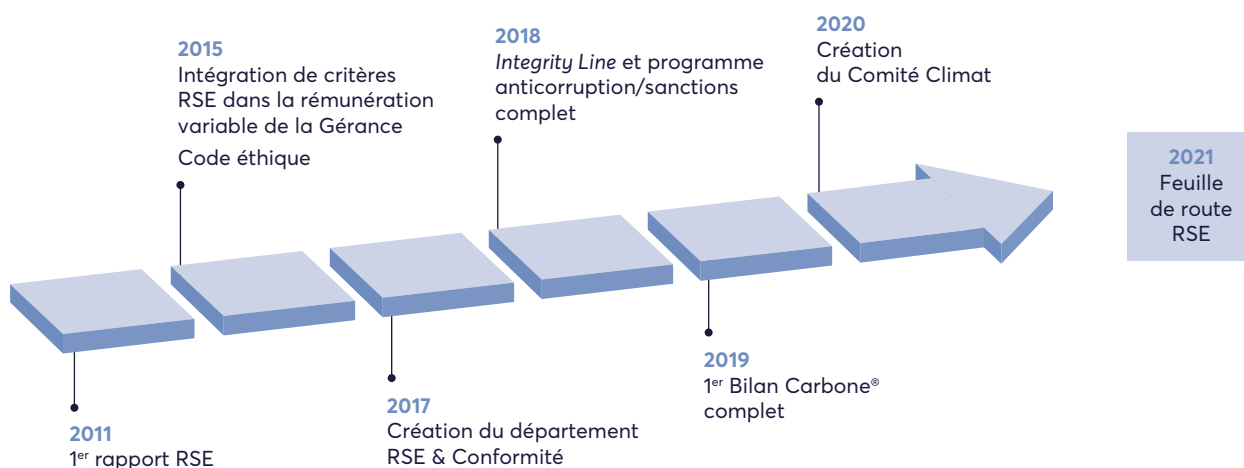 2011
1er rapport RSE
2015
Intégration de critères
RSE dans la rémunération
variable de la Gérance
Code éthique
2017
Création du département
RSE & Conformité
2018
Integrity Line et programme
anticorruption/sanctions
complet
2019
1er Bilan Carbone®
complet
2020
Création
du Comité Climat
2021
Feuille
de route
RSE